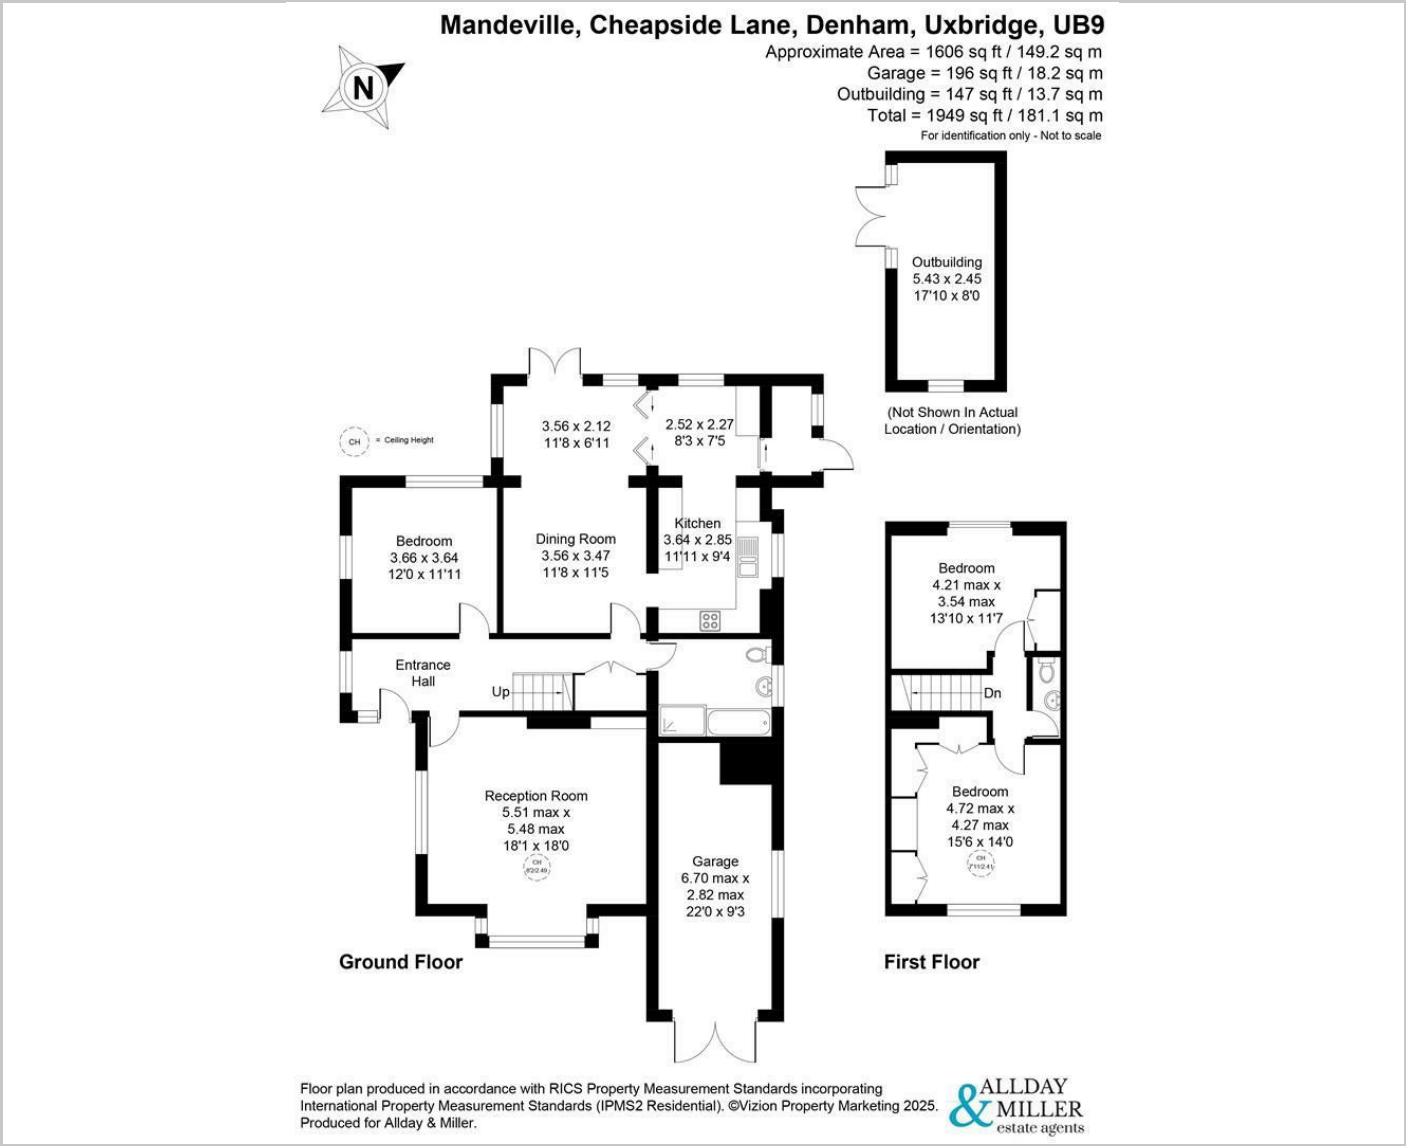 Mandeville, Cheapside Lane, Denham, Uxbridge, UB9
Approximate Area = 1606 sq ft / 149.2 sq m
Garage = 196 sq ft / 18.2 sq m
Outbuilding = 147 sq ft / 13.7 sq m
Total = 1949 sq ft / 181.1 sq m
For identification only - Not to scale
N
Outbuilding
5.43 x 2.45
17'10 x 8'0
(Not Shown In Actual
Location / Orientation)
CH = Ceiling Height
3.56 x 2.12
11'8 x 6'11
2.52 x 2.27
8'3 x 7'5
Bedroom
3.66 x 3.64
12'0 x 11'11
Dining Room
3.56 x 3.47
11'8 x 11'5
Kitchen
3.64 x 2.85
11'11 x 9'4
Entrance
Hall
Up
Reception Room
5.51 max x
5.48 max
18'1 x 18'0
CH
8'2/2.49
Garage
6.70 max x
2.82 max
22'0 x 9'3
Ground Floor
Bedroom
4.21 max x
3.54 max
13'10 x 11'7
Dn
Bedroom
4.72 max x
4.27 max
15'6 x 14'0
CH
7'11/2.41
First Floor
Floor plan produced in accordance with RICS Property Measurement Standards incorporating
International Property Measurement Standards (IPMS2 Residential). ©Vizion Property Marketing 2025.
Produced for Allday & Miller.
ALLDAY
& MILLER
estate agents